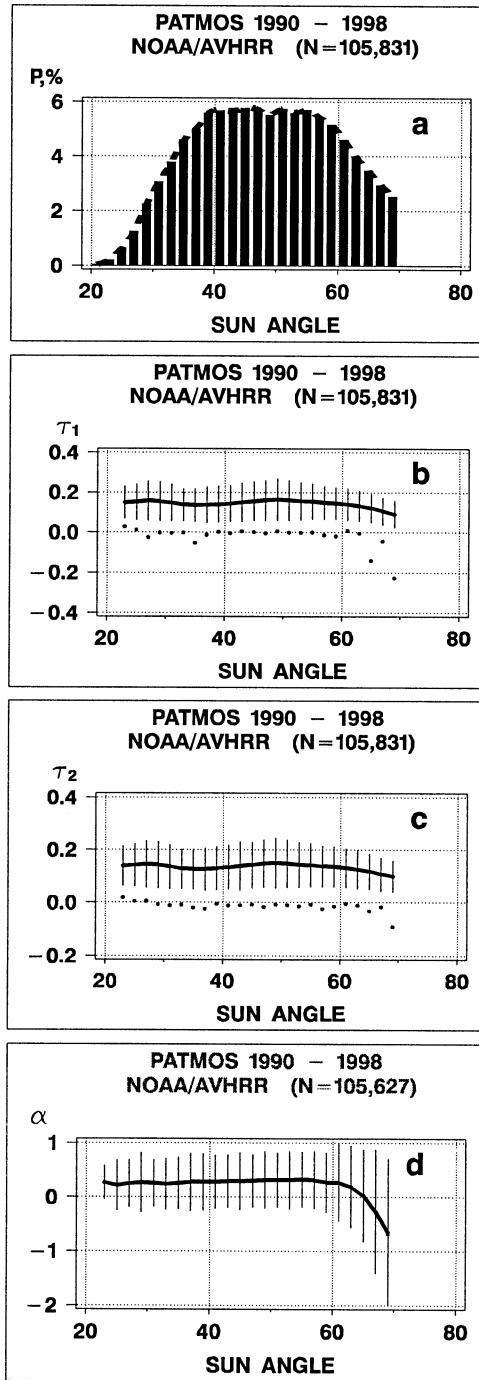 PATMOS 1990 – 1998
NOAA/AVHRR (N=105,831)
P,%
a
6
4
2
0
20 40 60 80
SUN ANGLE
PATMOS 1990 – 1998
NOAA/AVHRR (N=105,831)
τ1
b
0.4
0.2
0.0
−0.2
−0.4
20 40 60 80
SUN ANGLE
PATMOS 1990 – 1998
NOAA/AVHRR (N=105,831)
τ2
c
0.4
0.2
0.0
−0.2
20 40 60 80
SUN ANGLE
PATMOS 1990 – 1998
NOAA/AVHRR (N=105,627)
α
d
1
0
−1
−2
20 40 60 80
SUN ANGLE